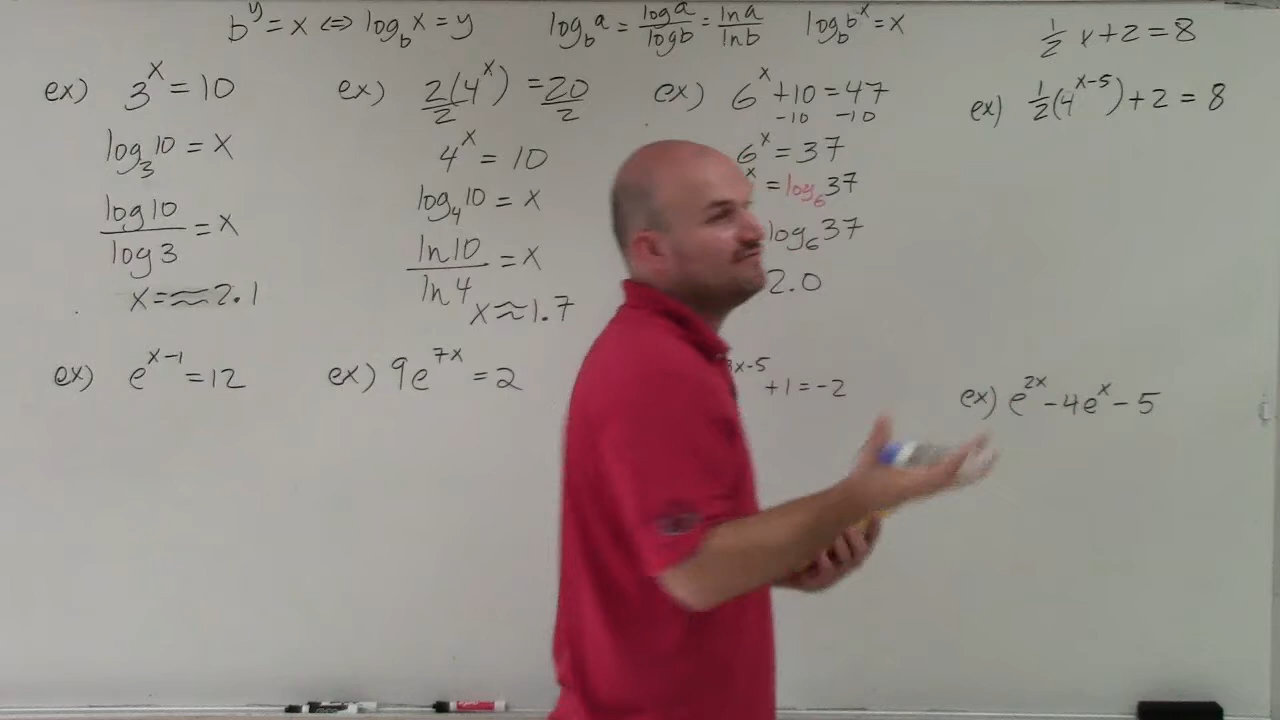 b^y = x ⇔ log_b x = y
log_b a = log a / log b = ln a / ln b
log_b b^x = x
1/2 x + 2 = 8
ex) 3^x = 10
log_3 10 = x
log 10 / log 3 = x
x = ≈ 2.1
ex) 2(4^x) / 2 = 20 / 2
4^x = 10
log_4 10 = x
ln 10 / ln 4 = x
x ≈ 1.7
ex) 6^x + 10 = 47
-10 -10
6^x = 37
x = log_6 37
log_6 37
2.0
ex) 1/2(4^(x-5)) + 2 = 8
ex) e^(x-1) = 12
ex) 9e^(7x) = 2
x-5 + 1 = -2
ex) e^(2x) - 4e^x - 5